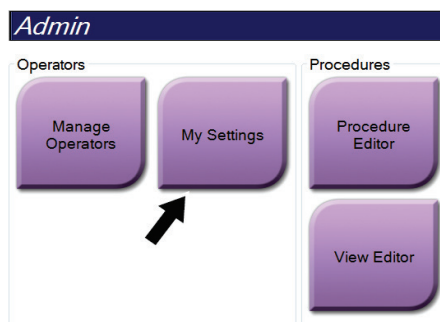 Admin
Operators
Manage
Operators
My Settings
Procedures
Procedure
Editor
View Editor